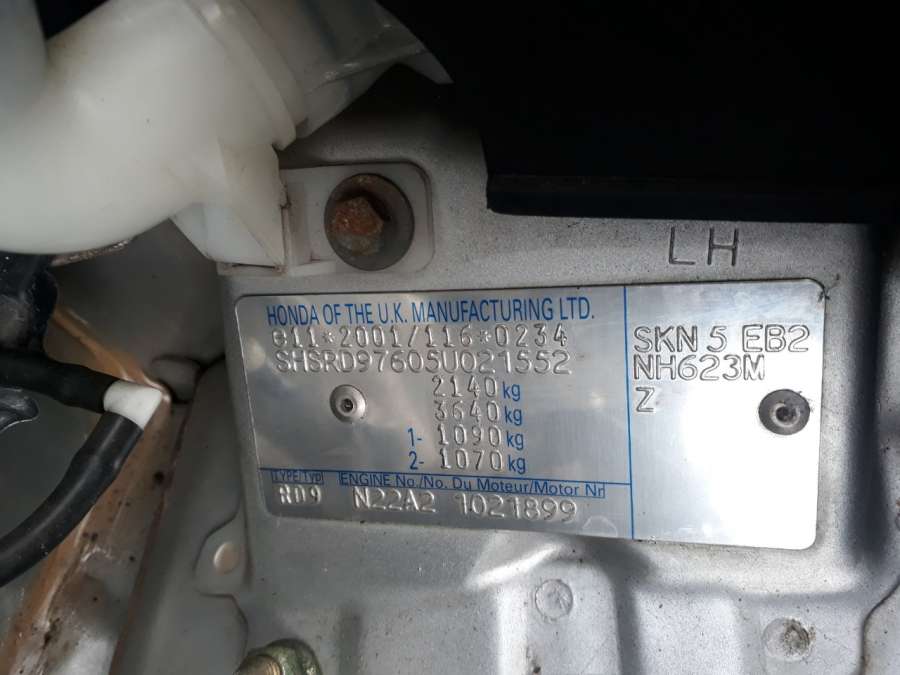 LH
HONDA OF THE U.K. MANUFACTURING LTD.
e11*2001/116*0234
SHSRD97605U021552
2140 kg
3640 kg
1- 1090 kg
2- 1070 kg
TYPE/TYP ENGINE No./No. Du Moteur/Motor Nr
RD9 N22A2 1021899
SKN 5 EB2
NH623M
Z